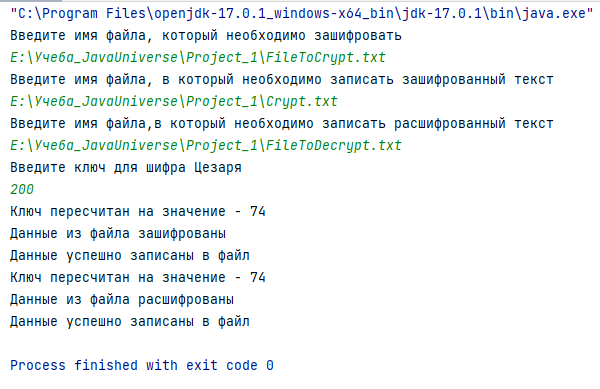 "C:\Program Files\openjdk-17.0.1_windows-x64_bin\jdk-17.0.1\bin\java.exe"
Введите имя файла, который необходимо зашифровать
E:\Учеба_JavaUniverse\Project_1\FileToCrypt.txt
Введите имя файла, в который необходимо записать зашифрованный текст
E:\Учеба_JavaUniverse\Project_1\Crypt.txt
Введите имя файла,в который необходимо записать расшифрованный текст
E:\Учеба_JavaUniverse\Project_1\FileToDecrypt.txt
Введите ключ для шифра Цезаря
200
Ключ пересчитан на значение - 74
Данные из файла зашифрованы
Данные успешно записаны в файл
Ключ пересчитан на значение - 74
Данные из файла расшифрованы
Данные успешно записаны в файл
Process finished with exit code 0